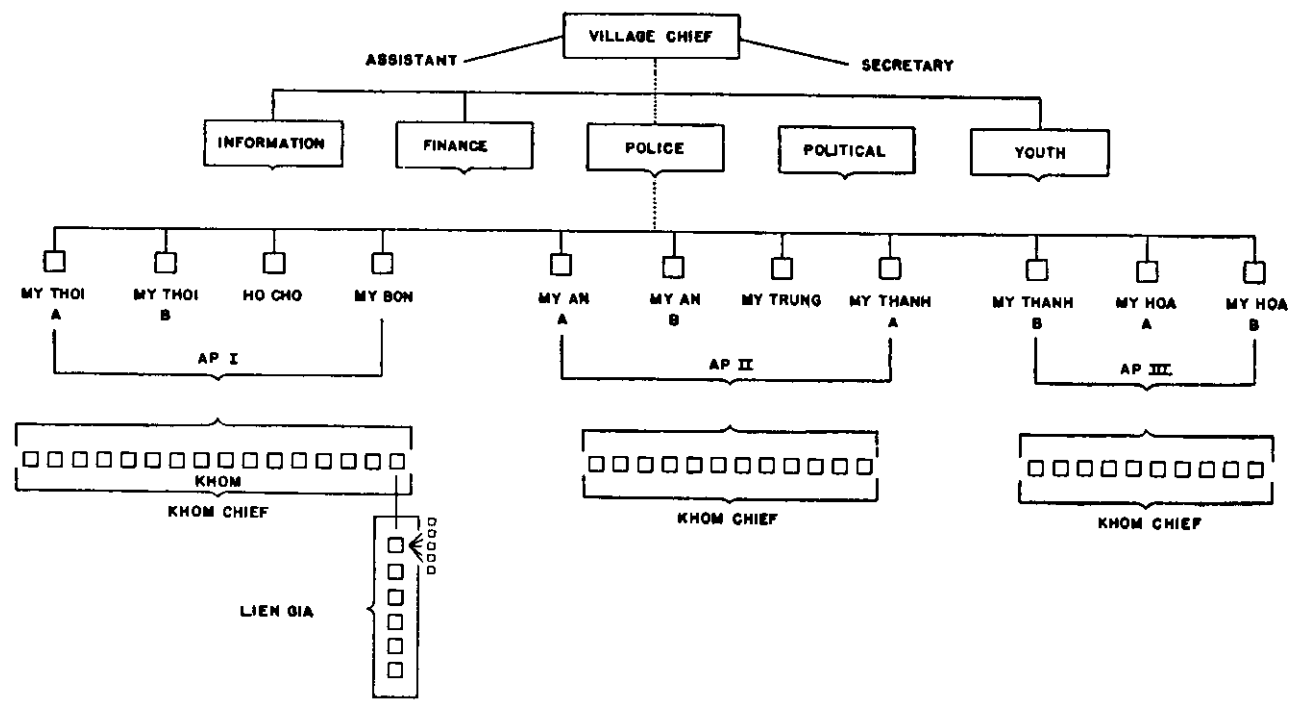 VILLAGE CHIEF
ASSISTANT
SECRETARY
INFORMATION
FINANCE
POLICE
POLITICAL
YOUTH
MY THOI
A
MY THOI
B
HO CHO
MY BON
MY AN
A
MY AN
B
MY TRUNG
MY THANH
A
MY THANH
B
MY HOA
A
MY HOA
B
AP I
AP II
AP III
KHOM
KHOM CHIEF
KHOM CHIEF
KHOM CHIEF
LIEN GIA